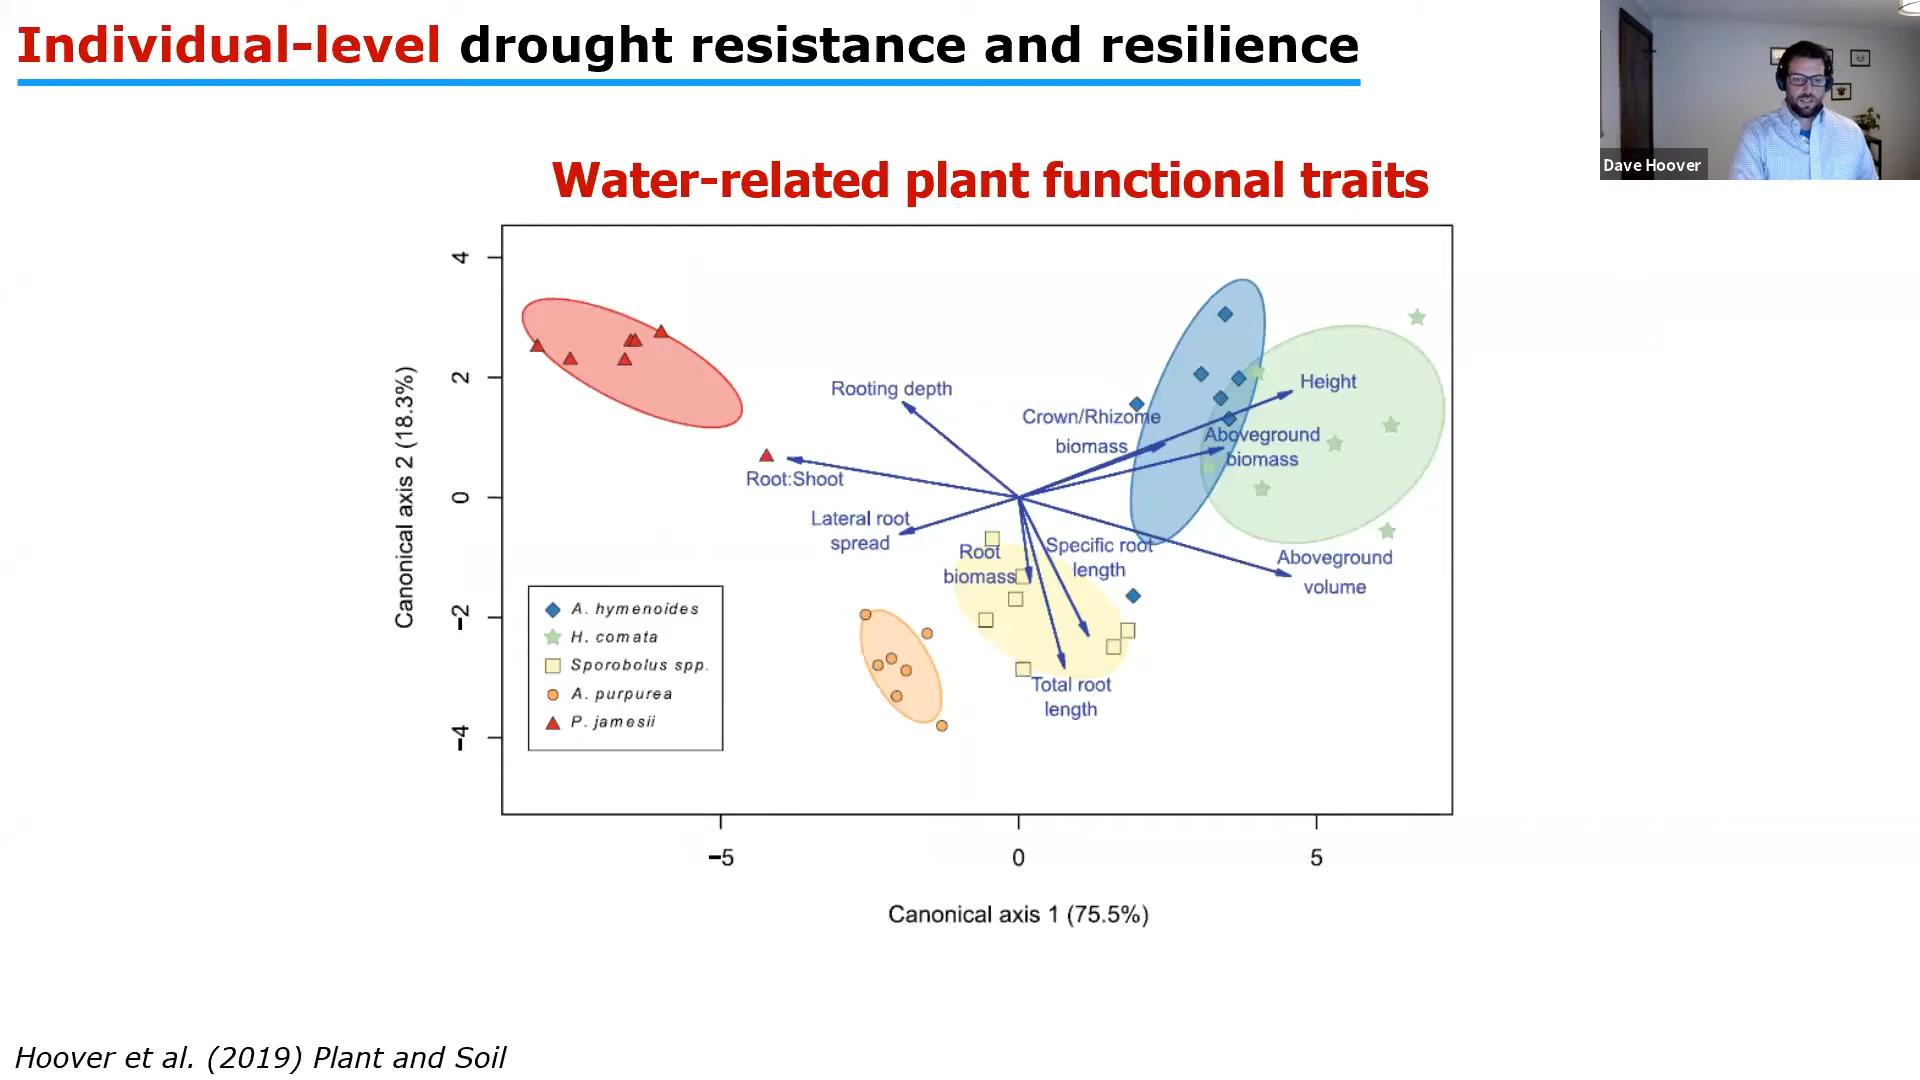 Individual-level drought resistance and resilience
Dave Hoover
Water-related plant functional traits
4
2
0
−2
−4
Canonical axis 2 (18.3%)
Rooting depth
Root:Shoot
Lateral root
spread
Crown/Rhizome
biomass
Height
Aboveground
biomass
Root
biomass
Specific root
length
Aboveground
volume
Total root
length
A. hymenoides
H. comata
Sporobolus spp.
A. purpurea
P. jamesii
−5
0
5
Canonical axis 1 (75.5%)
Hoover et al. (2019) Plant and Soil